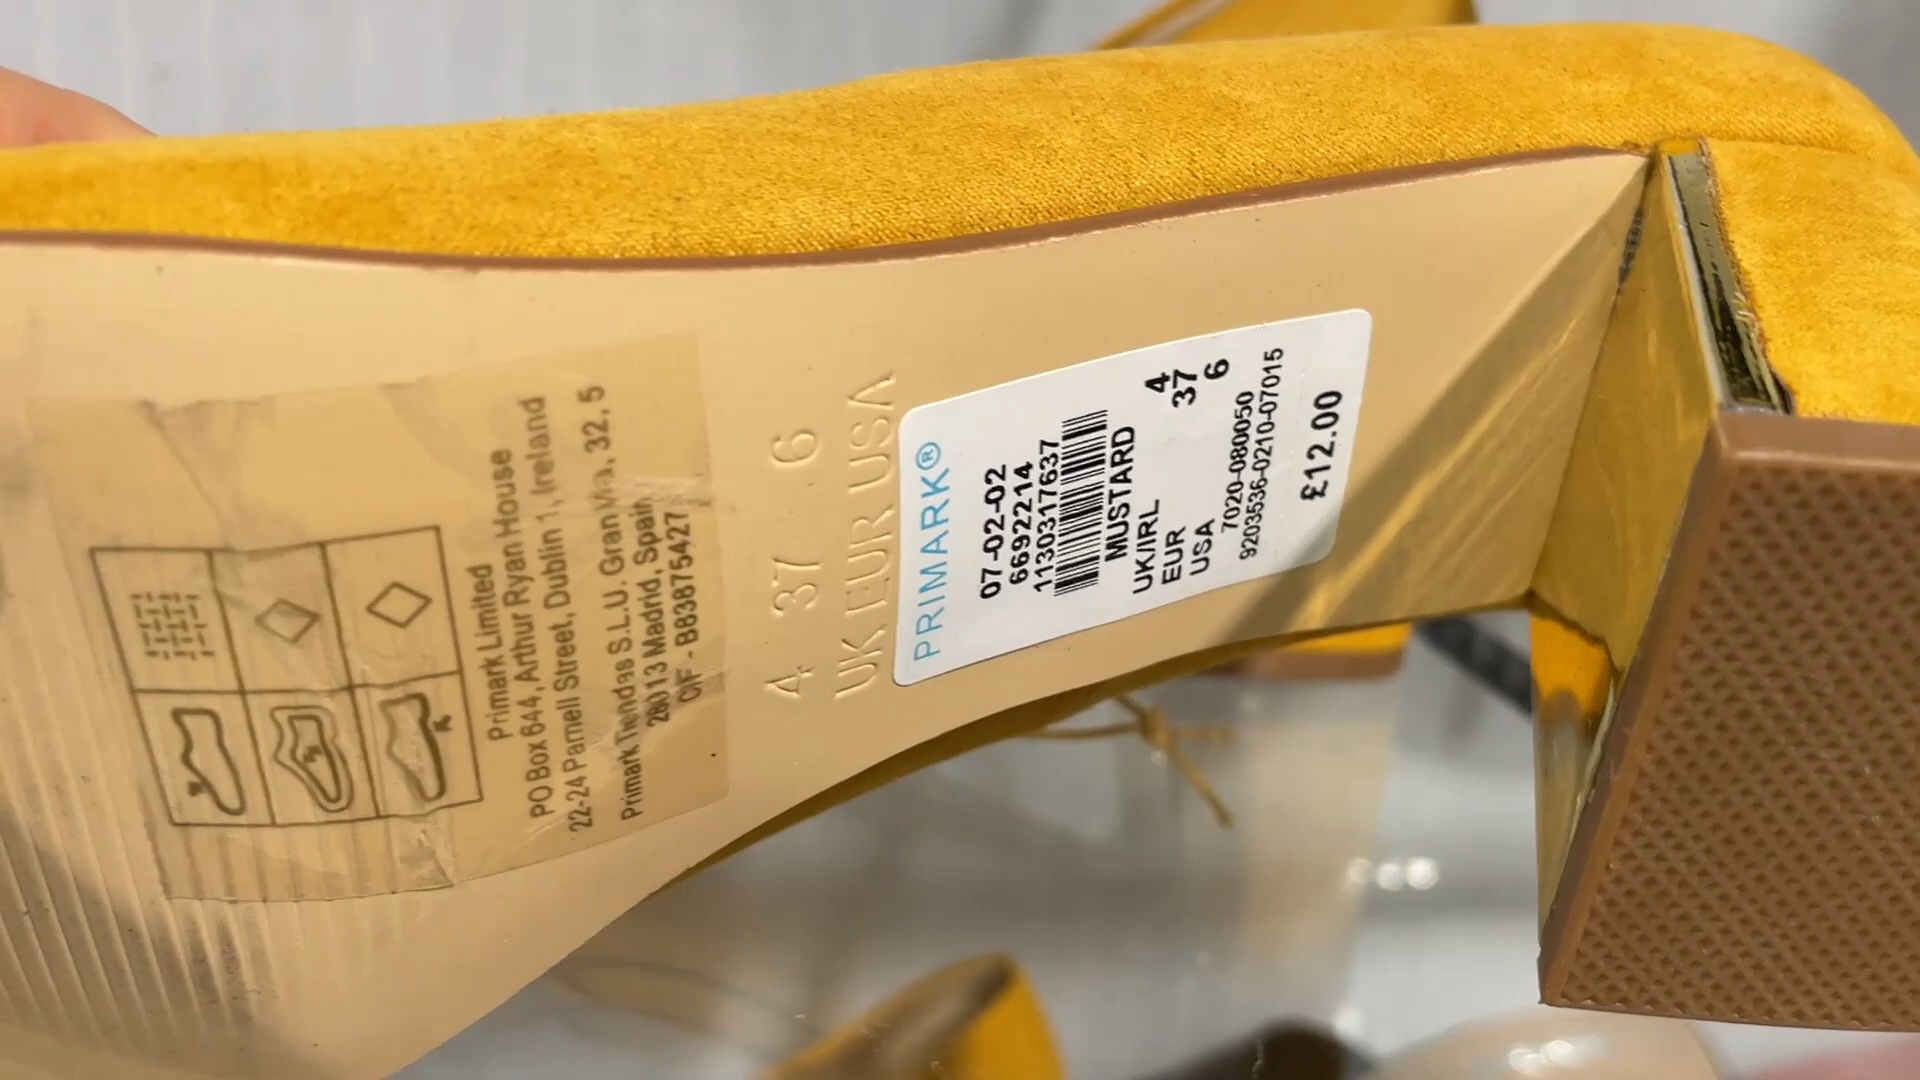 Primark Limited
PO Box 644, Arthur Ryan House
22-24 Parnell Street, Dublin 1, Ireland
Primark Tiendas S.L.U. Gran Via, 32, 5
28013 Madrid, Spain
CIF - B83875427
4 37 6
UK EUR USA
PRIMARK®
07-02-02
6692214
1130317637
MUSTARD
UK/IRL 4
EUR 37
USA 6
7020-080050
9203536-0210-07015
£12.00